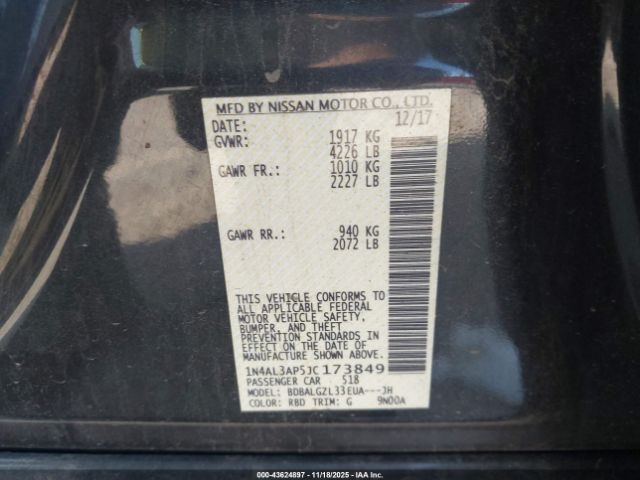 MFD BY NISSAN MOTOR CO., LTD.
DATE: 12/17
GVWR: 1917 KG
4226 LB
GAWR FR.: 1010 KG
2227 LB
GAWR RR.: 940 KG
2072 LB
THIS VEHICLE CONFORMS TO
ALL APPLICABLE FEDERAL
MOTOR VEHICLE SAFETY,
BUMPER, AND THEFT
PREVENTION STANDARDS IN
EFFECT ON THE DATE OF
MANUFACTURE SHOWN ABOVE.
1N4AL3AP5JC173849
PASSENGER CAR 518
MODEL: BDBALGZL33EUA---JH
COLOR: RBD TRIM: G 9N00A
000-43624897 - 11/18/2025 - IAA Inc.